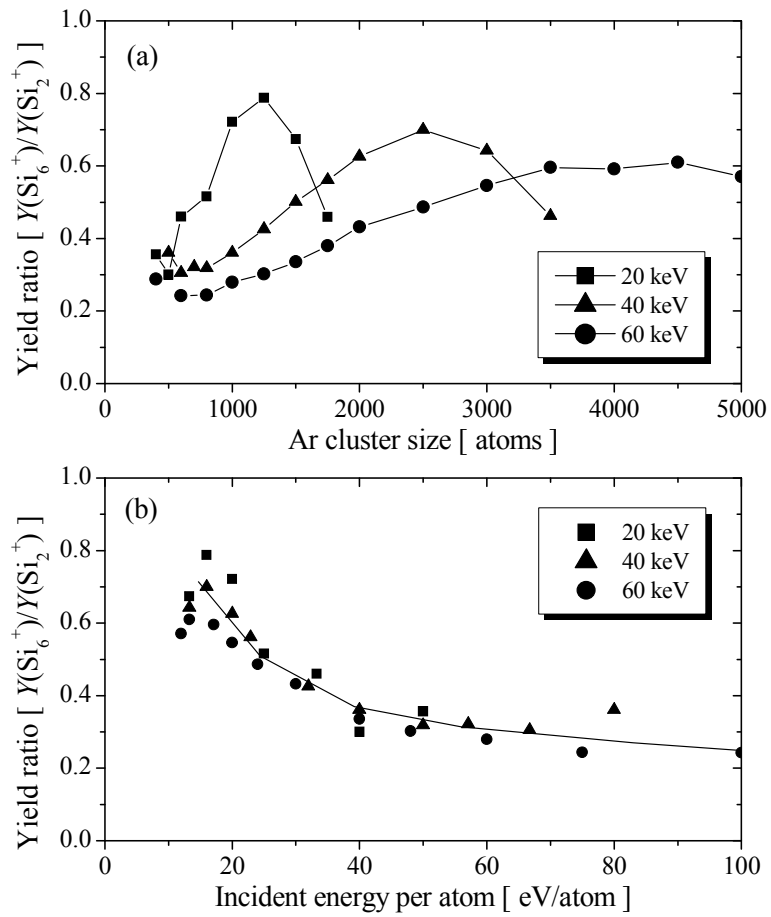 (a)
Yield ratio [ Y(Si₆⁺)/Y(Si₂⁺) ]
1.0
0.8
0.6
0.4
0.2
0.0
20 keV
40 keV
60 keV
0 1000 2000 3000 4000 5000
Ar cluster size [ atoms ]
(b)
Yield ratio [ Y(Si₆⁺)/Y(Si₂⁺) ]
1.0
0.8
0.6
0.4
0.2
0.0
20 keV
40 keV
60 keV
0 20 40 60 80 100
Incident energy per atom [ eV/atom ]